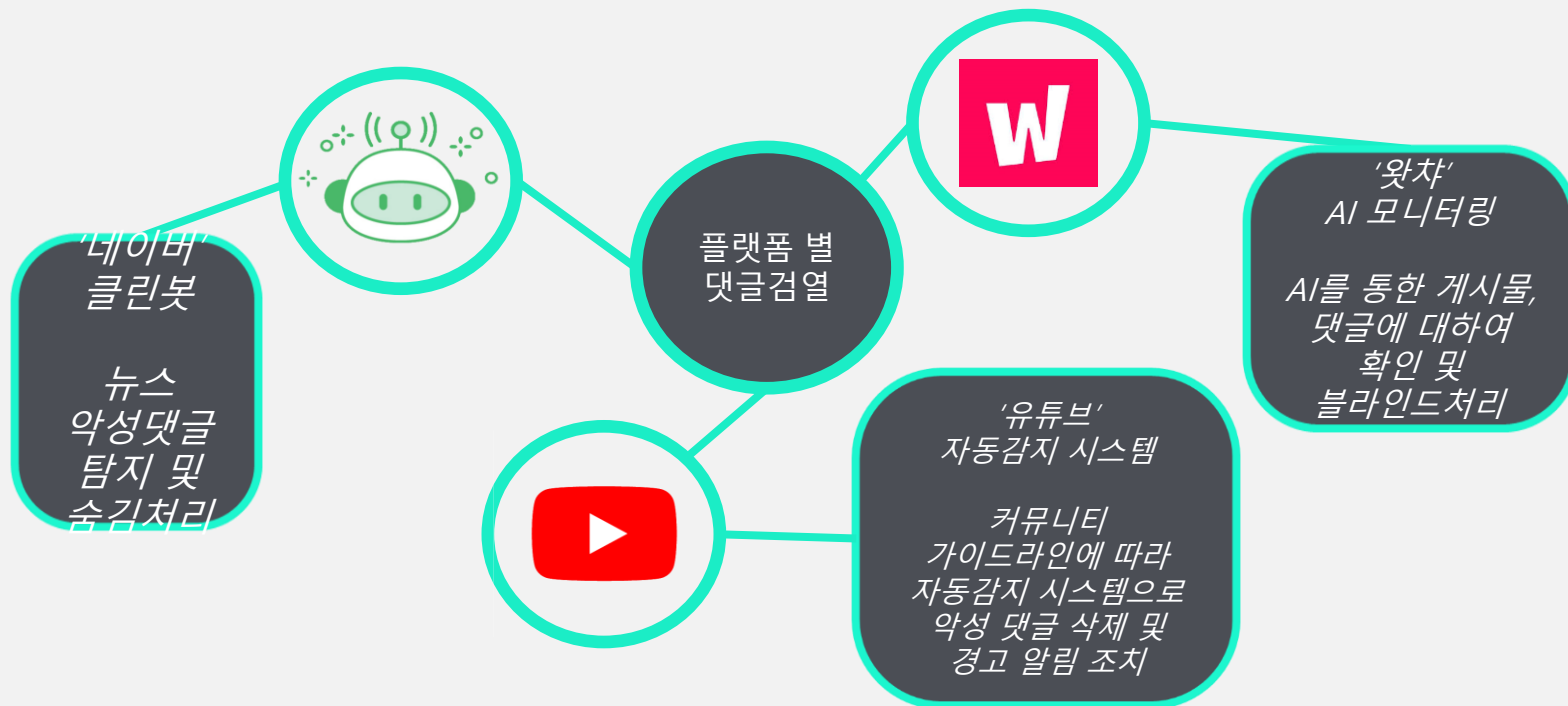 '네이버'
클린봇
뉴스
악성댓글
탐지 및
숨김처리
플랫폼 별
댓글검열
W
'왓챠'
AI 모니터링
AI를 통한 게시물,
댓글에 대하여
확인 및
블라인드처리
'유튜브'
자동감지 시스템
커뮤니티
가이드라인에 따라
자동감지 시스템으로
악성 댓글 삭제 및
경고 알림 조치